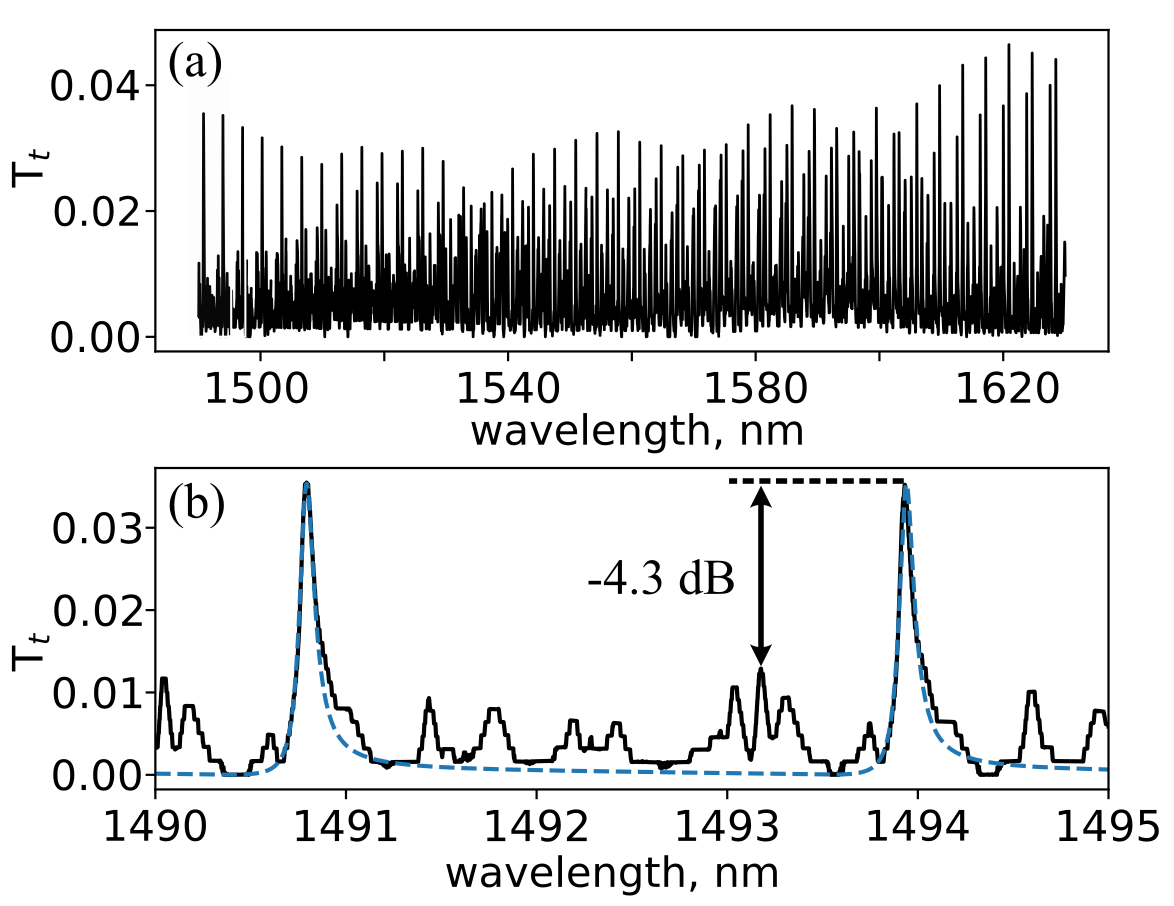 (a)
T_t
0.04
0.02
0.00
1500 1540 1580 1620
wavelength, nm
(b)
T_t
0.03
0.02
0.01
0.00
-4.3 dB
1490 1491 1492 1493 1494 1495
wavelength, nm